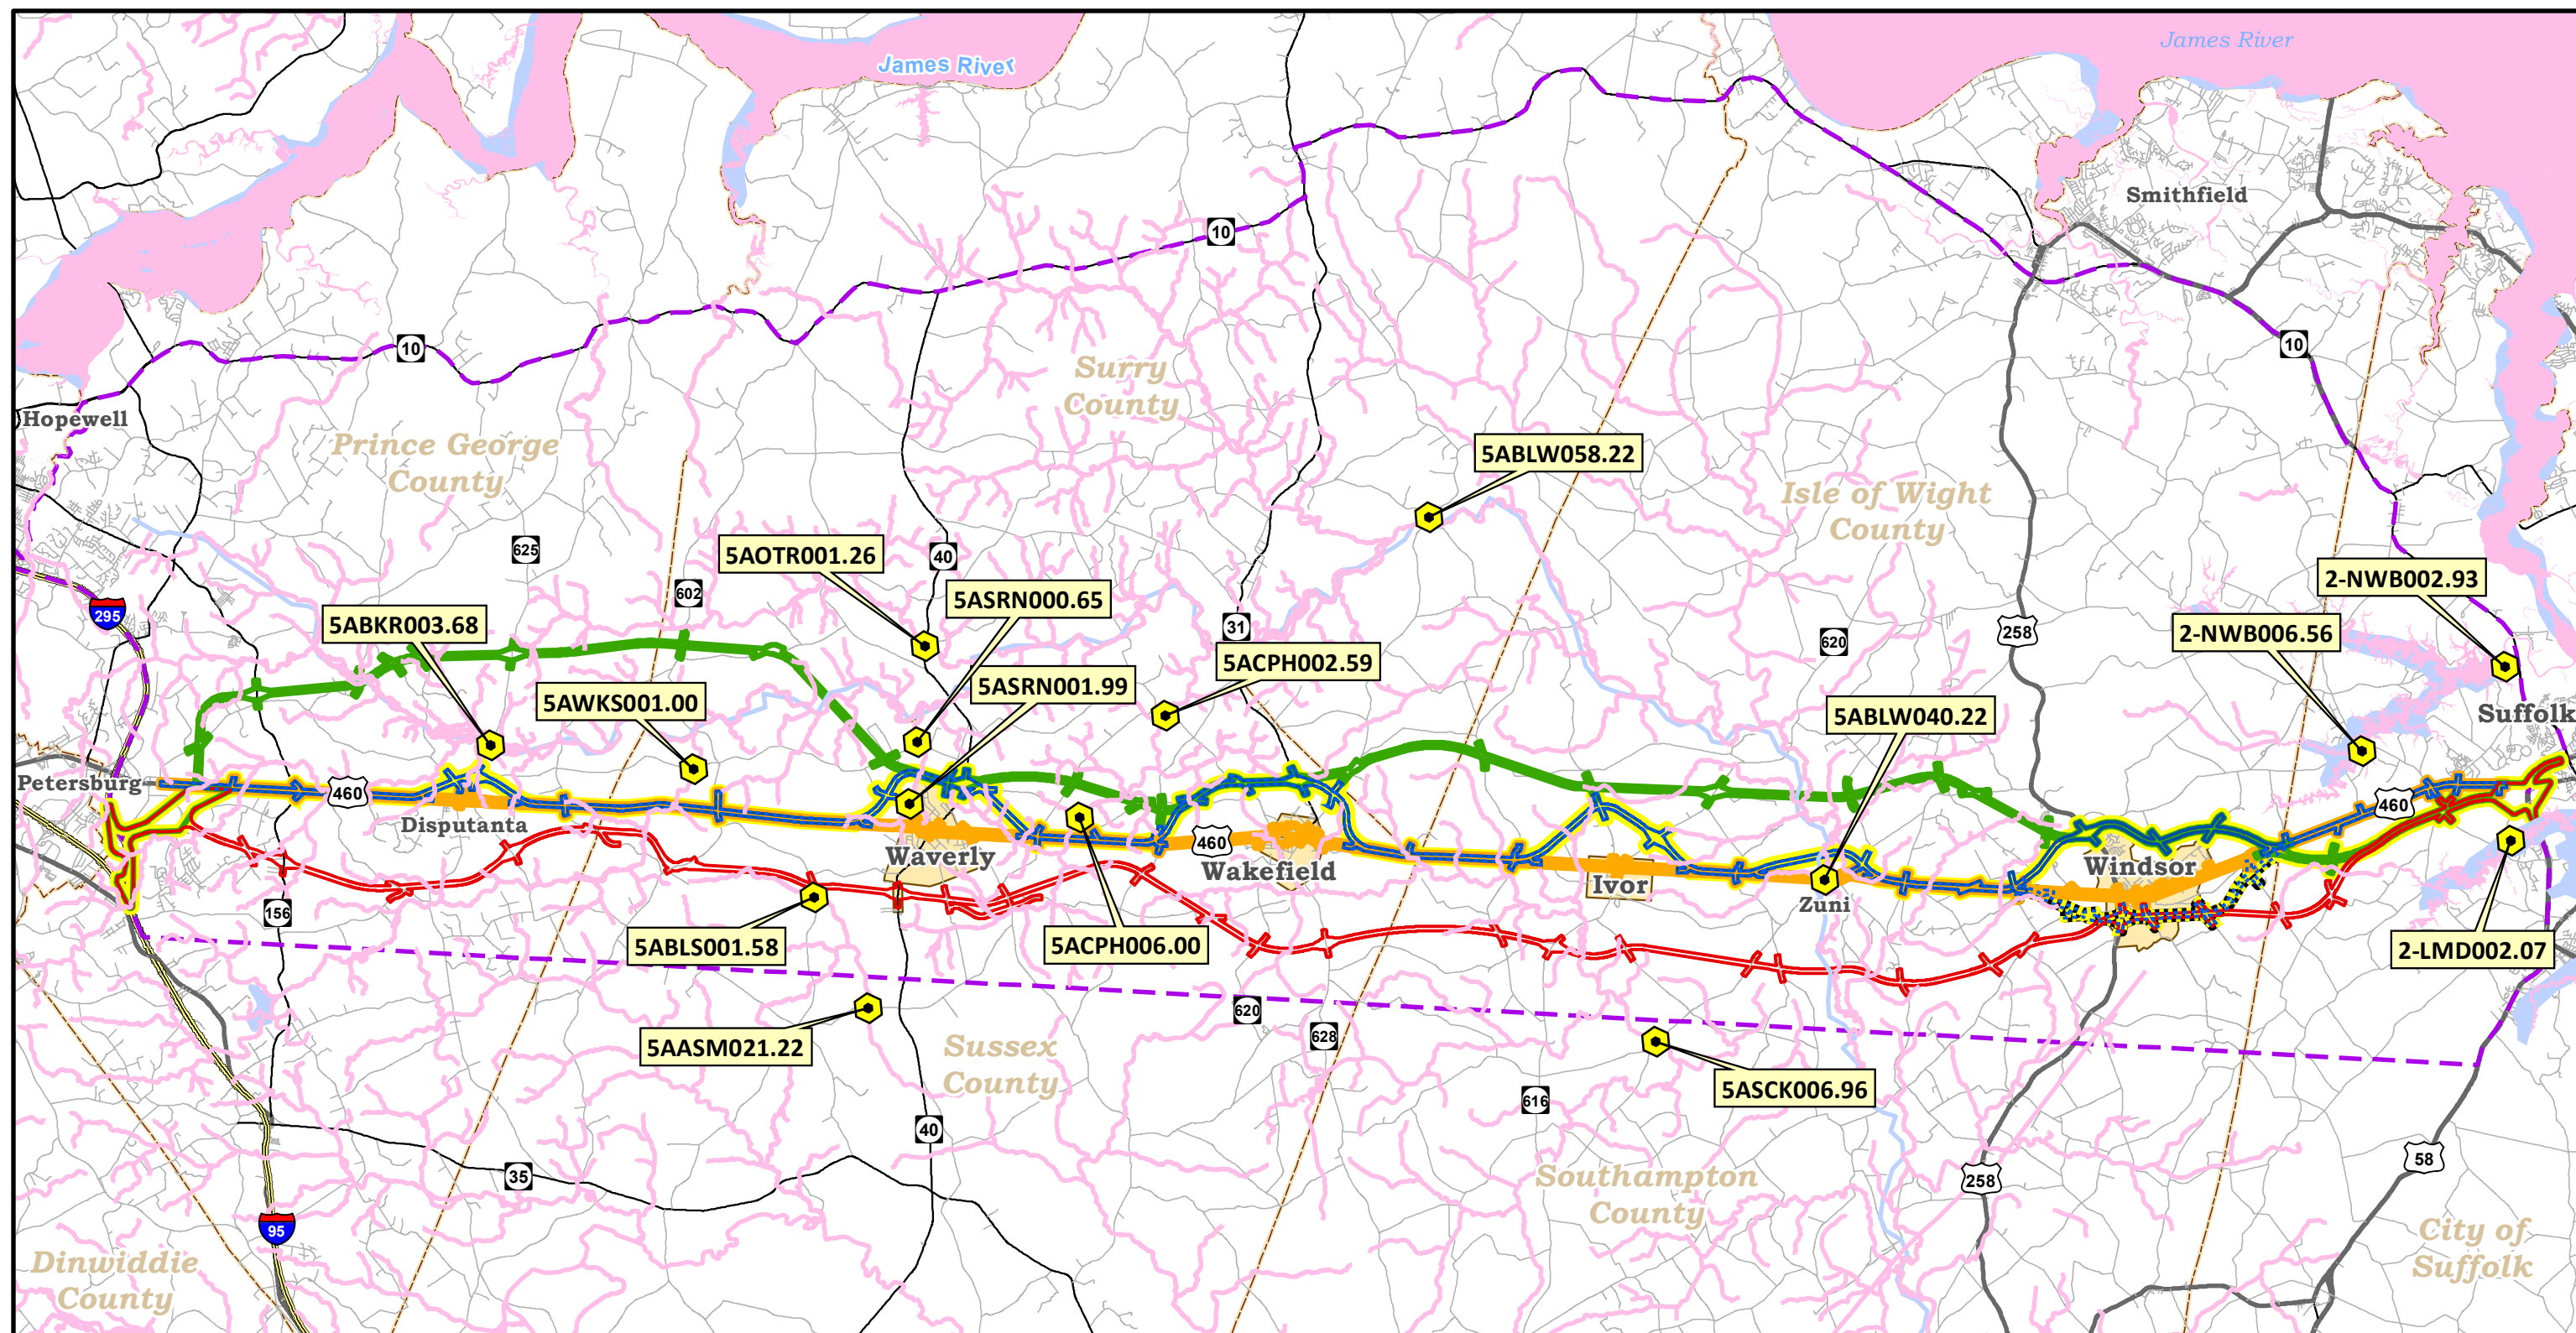 James River
James River
Smithfield
10
10
10
Hopewell
Surry
County
Prince George
County
5ABLW058.22
Isle of Wight
County
625
5AOTR001.26
40
602
5ASRN000.65
2-NWB002.93
295
5ABKR003.68
31
258
620
2-NWB006.56
5ACPH002.59
5ASRN001.99
5AWKS001.00
5ABLW040.22
Suffolk
Petersburg
460
Disputanta
460
460
Waverly
Wakefield
Ivor
Zuni
Windsor
156
5ABLS001.58
5ACPH006.00
2-LMD002.07
620
628
5AASM021.22
Sussex
County
5ASCK006.96
616
40
35
Southampton
County
258
58
95
Dinwiddie
County
City of
Suffolk